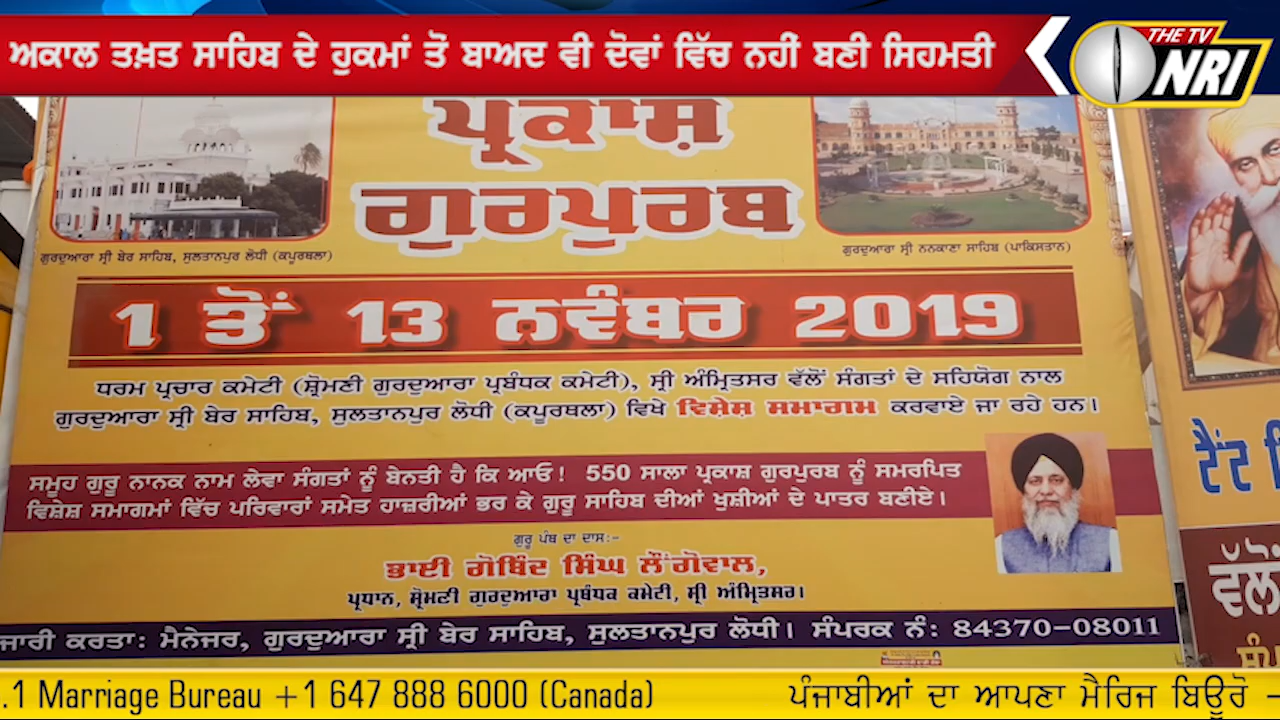 ਅਕਾਲ ਤਖ਼ਤ ਸਾਹਿਬ ਦੇ ਹੁਕਮਾਂ ਤੋਂ ਬਾਅਦ ਵੀ ਦੋਵਾਂ ਵਿੱਚ ਨਹੀਂ ਬਣੀ ਸਿਹਮਤੀ
THE TV
NRI
ਪ੍ਰਕਾਸ਼
ਗੁਰਪੁਰਬ
ਗੁਰਦੁਆਰਾ ਸ੍ਰੀ ਬੇਰ ਸਾਹਿਬ, ਸੁਲਤਾਨਪੁਰ ਲੋਧੀ (ਕਪੂਰਥਲਾ)
ਗੁਰਦੁਆਰਾ ਸ੍ਰੀ ਨਨਕਾਣਾ ਸਾਹਿਬ (ਪਾਕਿਸਤਾਨ)
1 ਤੋਂ 13 ਨਵੰਬਰ 2019
ਧਰਮ ਪ੍ਰਚਾਰ ਕਮੇਟੀ (ਸ਼੍ਰੋਮਣੀ ਗੁਰਦੁਆਰਾ ਪ੍ਰਬੰਧਕ ਕਮੇਟੀ), ਸ੍ਰੀ ਅੰਮ੍ਰਿਤਸਰ ਵੱਲੋਂ ਸੰਗਤਾਂ ਦੇ ਸਹਿਯੋਗ ਨਾਲ
ਗੁਰਦੁਆਰਾ ਸ੍ਰੀ ਬੇਰ ਸਾਹਿਬ, ਸੁਲਤਾਨਪੁਰ ਲੋਧੀ (ਕਪੂਰਥਲਾ) ਵਿਖੇ ਵਿਸ਼ੇਸ਼ ਸਮਾਗਮ ਕਰਵਾਏ ਜਾ ਰਹੇ ਹਨ।
ਸਮੂਹ ਗੁਰੂ ਨਾਨਕ ਨਾਮ ਲੇਵਾ ਸੰਗਤਾਂ ਨੂੰ ਬੇਨਤੀ ਹੈ ਕਿ ਆਓ! 550 ਸਾਲਾ ਪ੍ਰਕਾਸ਼ ਗੁਰਪੁਰਬ ਨੂੰ ਸਮਰਪਿਤ
ਵਿਸ਼ੇਸ਼ ਸਮਾਗਮਾਂ ਵਿੱਚ ਪਰਿਵਾਰਾਂ ਸਮੇਤ ਹਾਜ਼ਰੀਆਂ ਭਰ ਕੇ ਗੁਰੂ ਸਾਹਿਬ ਦੀਆਂ ਖੁਸ਼ੀਆਂ ਦੇ ਪਾਤਰ ਬਣੀਏ।
ਗੁਰੂ ਪੰਥ ਦਾ ਦਾਸ:-
ਭਾਈ ਗੋਬਿੰਦ ਸਿੰਘ ਲੌਂਗੋਵਾਲ,
ਪ੍ਰਧਾਨ, ਸ਼੍ਰੋਮਣੀ ਗੁਰਦੁਆਰਾ ਪ੍ਰਬੰਧਕ ਕਮੇਟੀ, ਸ੍ਰੀ ਅੰਮ੍ਰਿਤਸਰ।
ਜਾਰੀ ਕਰਤਾ: ਮੈਨੇਜਰ, ਗੁਰਦੁਆਰਾ ਸ੍ਰੀ ਬੇਰ ਸਾਹਿਬ, ਸੁਲਤਾਨਪੁਰ ਲੋਧੀ। ਸੰਪਰਕ ਨੰ: 84370-08011
ਟੈਂਟ
ਵੱਲੋਂ
.1 Marriage Bureau +1 647 888 6000 (Canada)
ਪੰਜਾਬੀਆਂ ਦਾ ਆਪਣਾ ਮੈਰਿਜ ਬਿਊਰੋ -